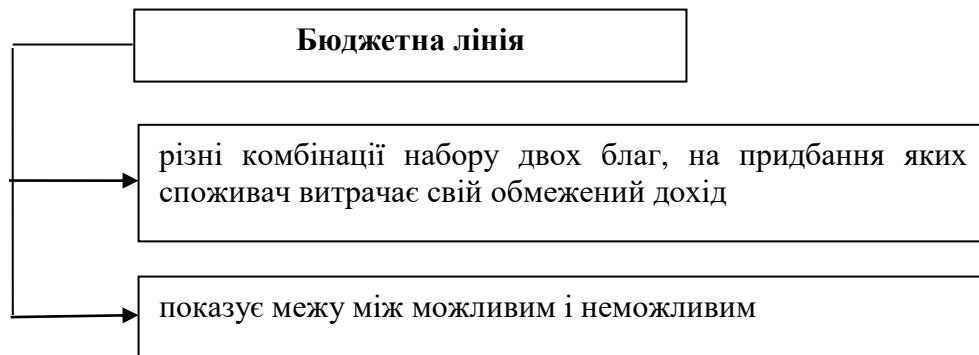 Бюджетна лінія
різні комбінації набору двох благ, на придбання яких
споживач витрачає свій обмежений дохід
показує межу між можливим і неможливим